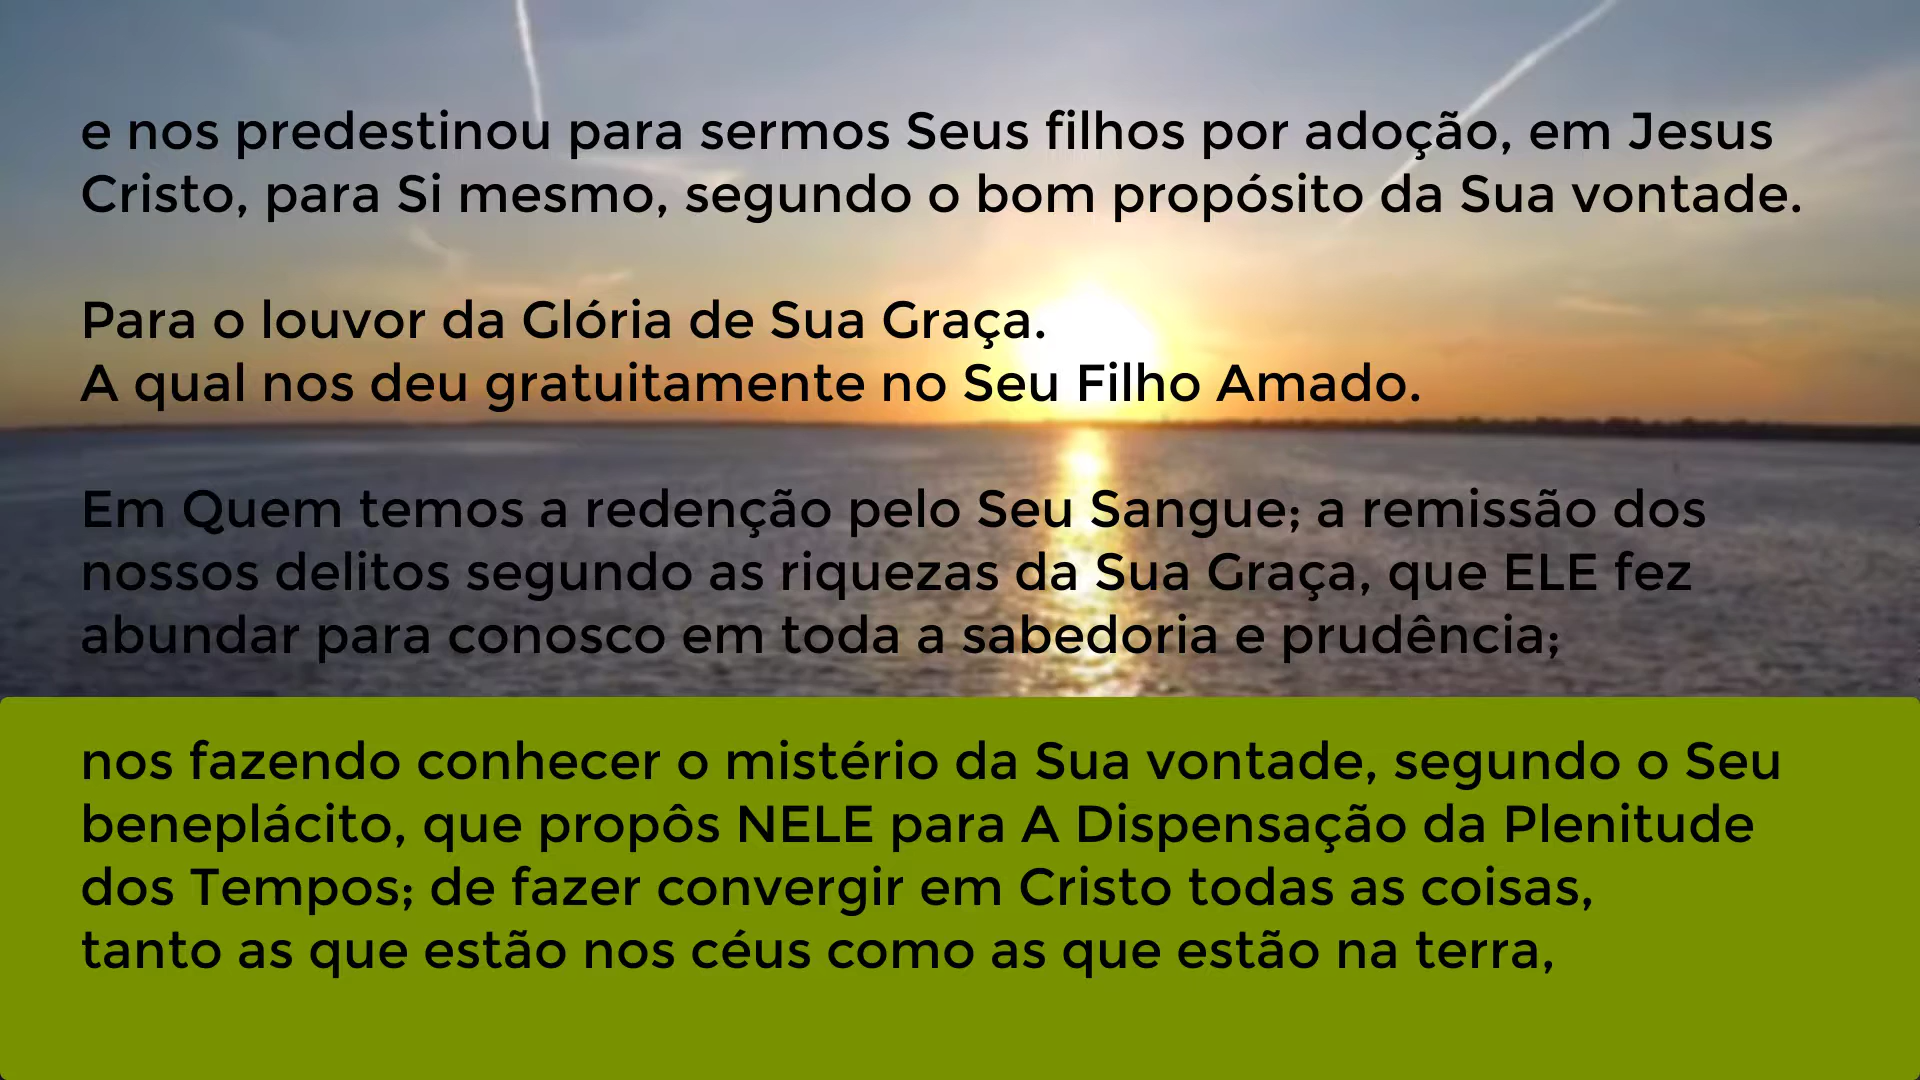 e nos predestinou para sermos Seus filhos por adoção, em Jesus
Cristo, para Si mesmo, segundo o bom propósito da Sua vontade.
Para o louvor da Glória de Sua Graça.
A qual nos deu gratuitamente no Seu Filho Amado.
Em Quem temos a redenção pelo Seu Sangue; a remissão dos
nossos delitos segundo as riquezas da Sua Graça, que ELE fez
abundar para conosco em toda a sabedoria e prudência;
nos fazendo conhecer o mistério da Sua vontade, segundo o Seu
beneplácito, que propôs NELE para A Dispensação da Plenitude
dos Tempos; de fazer convergir em Cristo todas as coisas,
tanto as que estão nos céus como as que estão na terra,